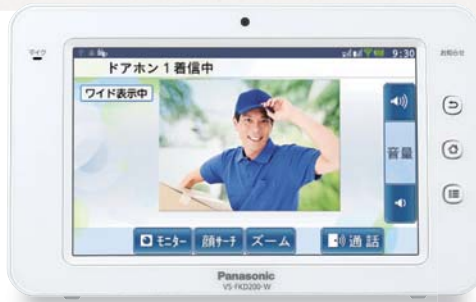 マイク
お知らせ
9:30
ドアホン1着信中
ワイド表示中
音量
モニター
顔サーチ
ズーム
通話
Panasonic
VS-FKD200-W